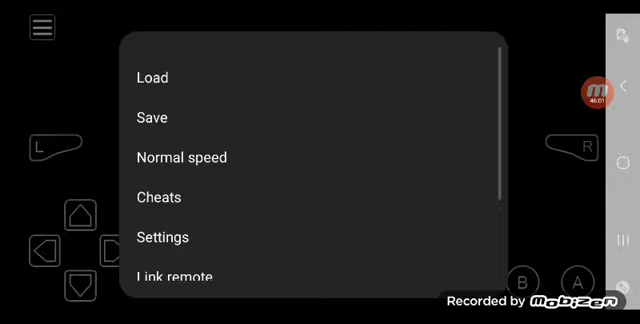 Load
Save
Normal speed
Cheats
Settings
Link remote
L
R
B
A
46:01
Recorded by Mobizen